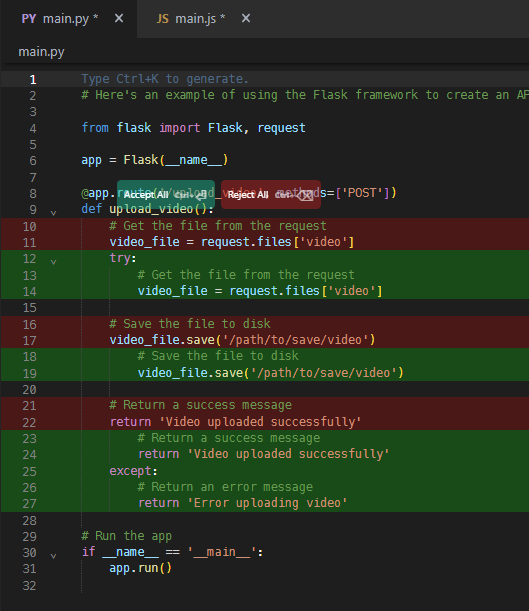 PY main.py * × JS main.js * ×
main.py
1 Type Ctrl+K to generate.
2 # Here's an example of using the Flask framework to create an AP
3
4 from flask import Flask, request
5
6 app = Flask(__name__)
7
Accept All Ctrl+⏎ Reject All Ctrl+⌫
8 @app.route('/upload_video', methods=['POST'])
9 def upload_video():
10 # Get the file from the request
11 video_file = request.files['video']
12 try:
13 # Get the file from the request
14 video_file = request.files['video']
15
16 # Save the file to disk
17 video_file.save('/path/to/save/video')
18 # Save the file to disk
19 video_file.save('/path/to/save/video')
20
21 # Return a success message
22 return 'Video uploaded successfully'
23 # Return a success message
24 return 'Video uploaded successfully'
25 except:
26 # Return an error message
27 return 'Error uploading video'
28
29 # Run the app
30 if __name__ == '__main__':
31 app.run()
32